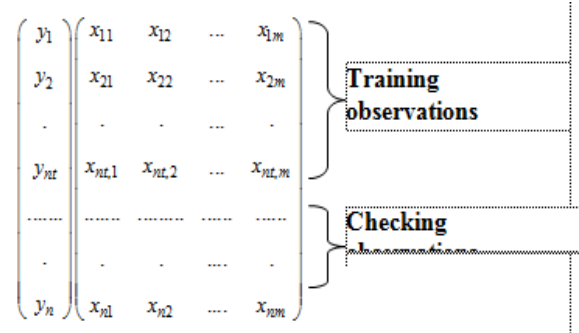 y1 x11 x12 ... x1m
y2 x21 x22 ... x2m
. . . ... .
ynt xnt,1 xnt,2 ... xnt,m
....... ........ ......... ...... ......
. . . .... .
yn xn1 xn2 .... xnm
Training
observations
Checking